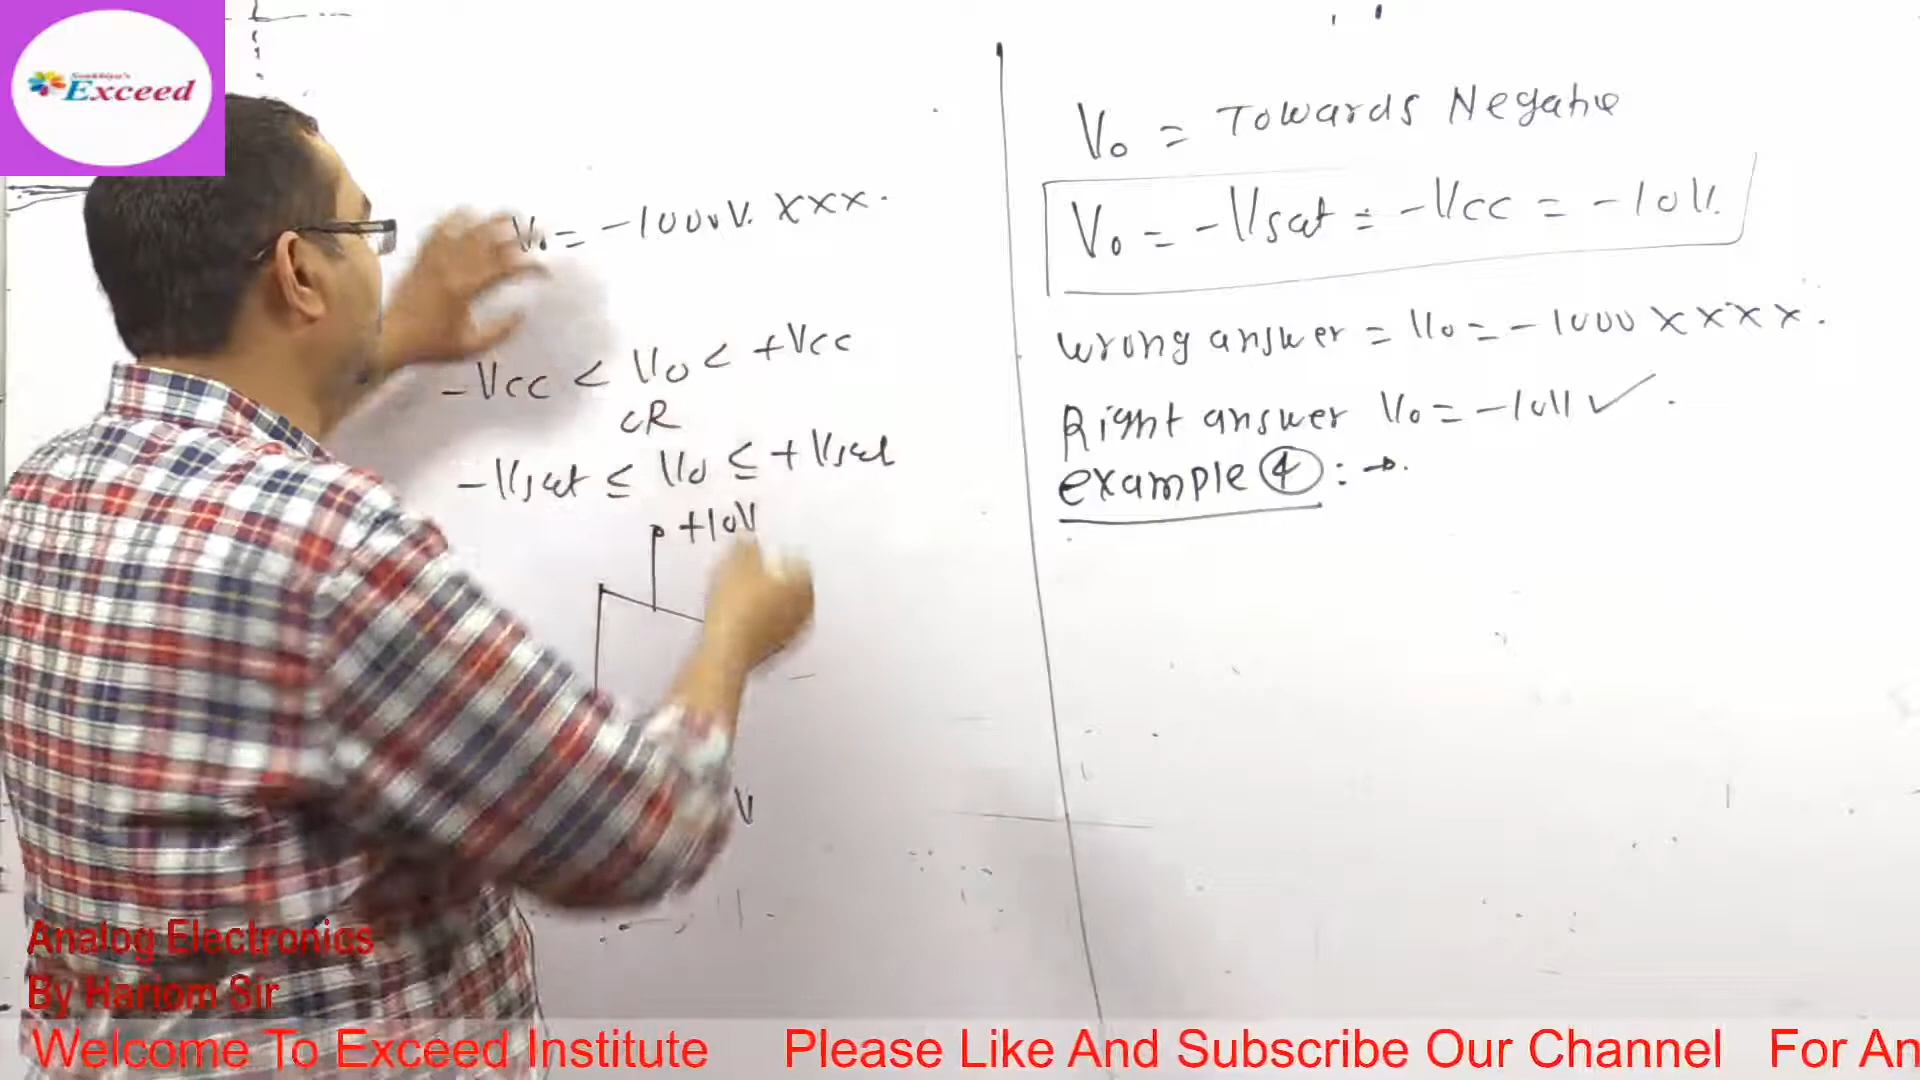 Exceed
V₀ = -1000V. XXX.
-Vcc < V₀ < +Vcc
OR
-Vsat ≤ V₀ ≤ +Vsat
+10V
V
V₀ = Towards Negative
V₀ = -Vsat = -Vcc = -10V.
Wrong answer = V₀ = -1000 XXXX.
Right answer V₀ = -10V ✓.
example ④ : →.
Analog Electronics
By Hariom Sir
Welcome To Exceed Institute Please Like And Subscribe Our Channel For An